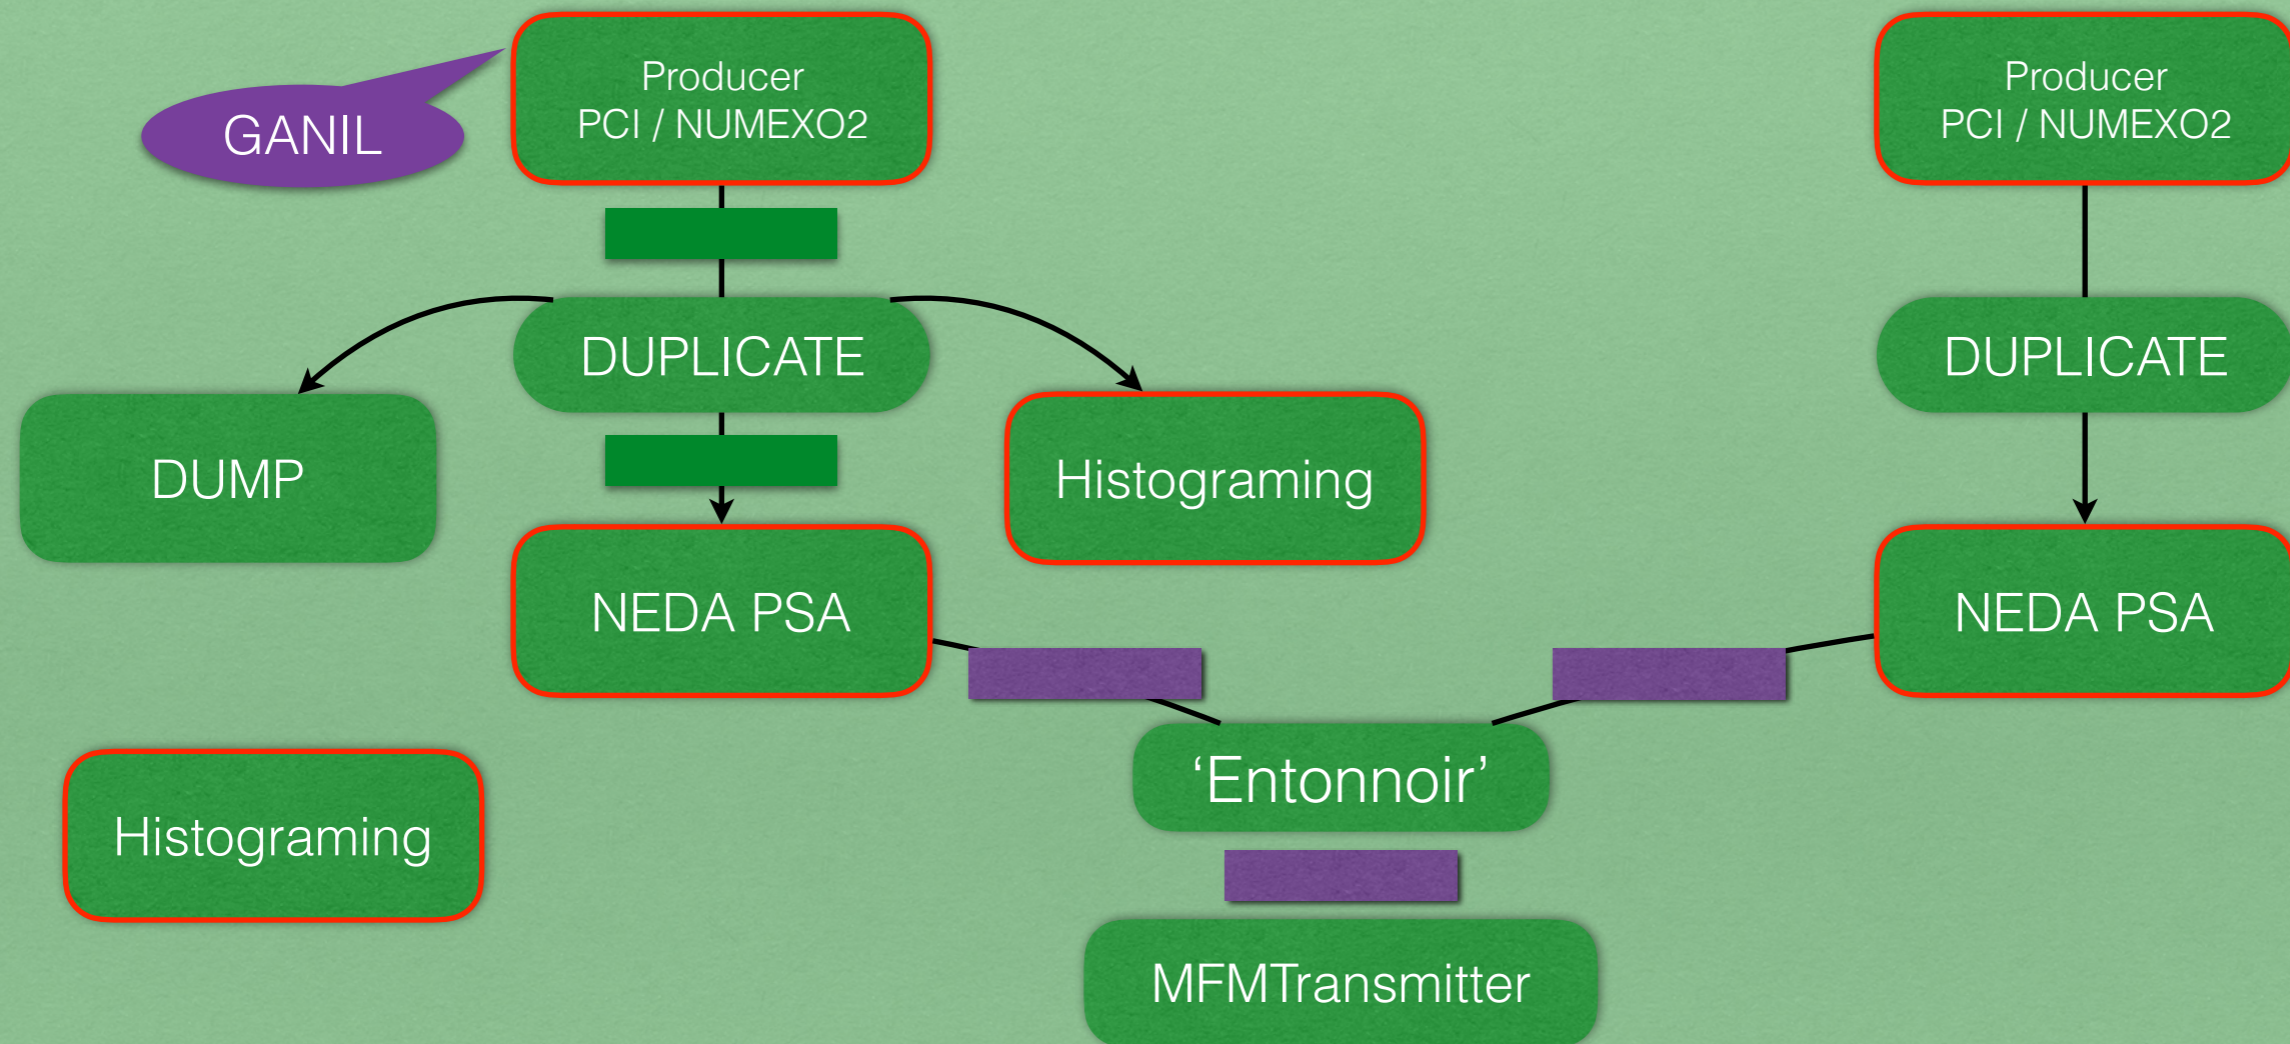 Producer
PCI / NUMEXO2
Producer
PCI / NUMEXO2
GANIL
DUPLICATE
DUPLICATE
DUMP
Histograming
NEDA PSA
NEDA PSA
‘Entonnoir’
Histograming
MFMTransmitter